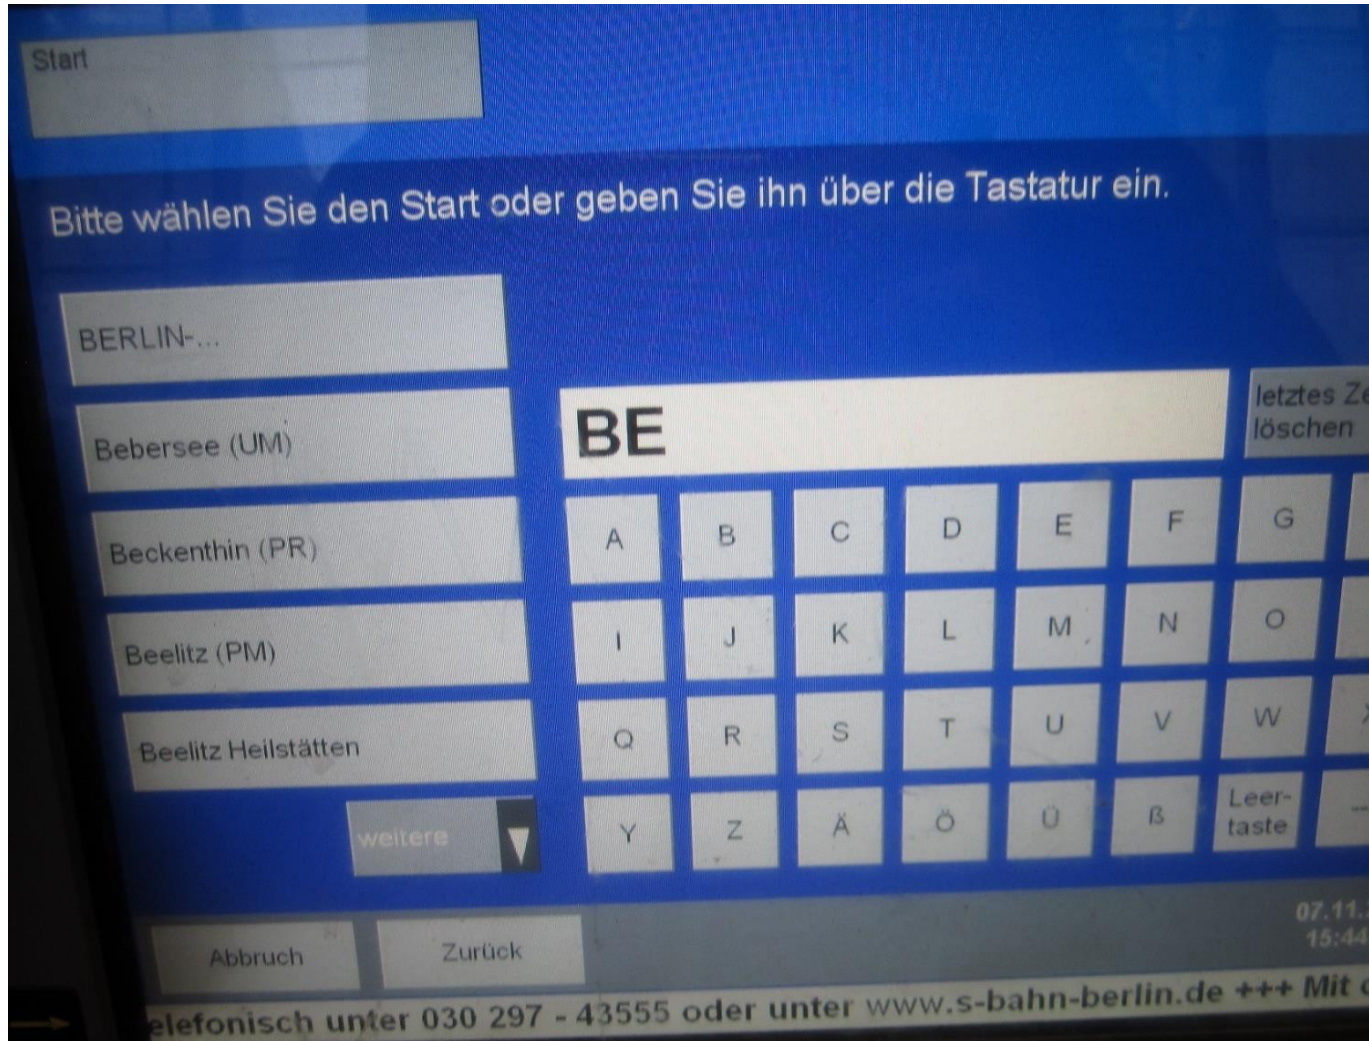 Start
Bitte wählen Sie den Start oder geben Sie ihn über die Tastatur ein.
BERLIN-...
Bebersee (UM)
Beckenthin (PR)
Beelitz (PM)
Beelitz Heilstätten
weitere
BE
letztes Ze
löschen
A B C D E F G
I J K L M N O
Q R S T U V W
Y Z Ä Ö Ü ß Leer-
taste
Abbruch Zurück
07.11.
15:44
elefonisch unter 030 297 - 43555 oder unter www.s-bahn-berlin.de +++ Mit